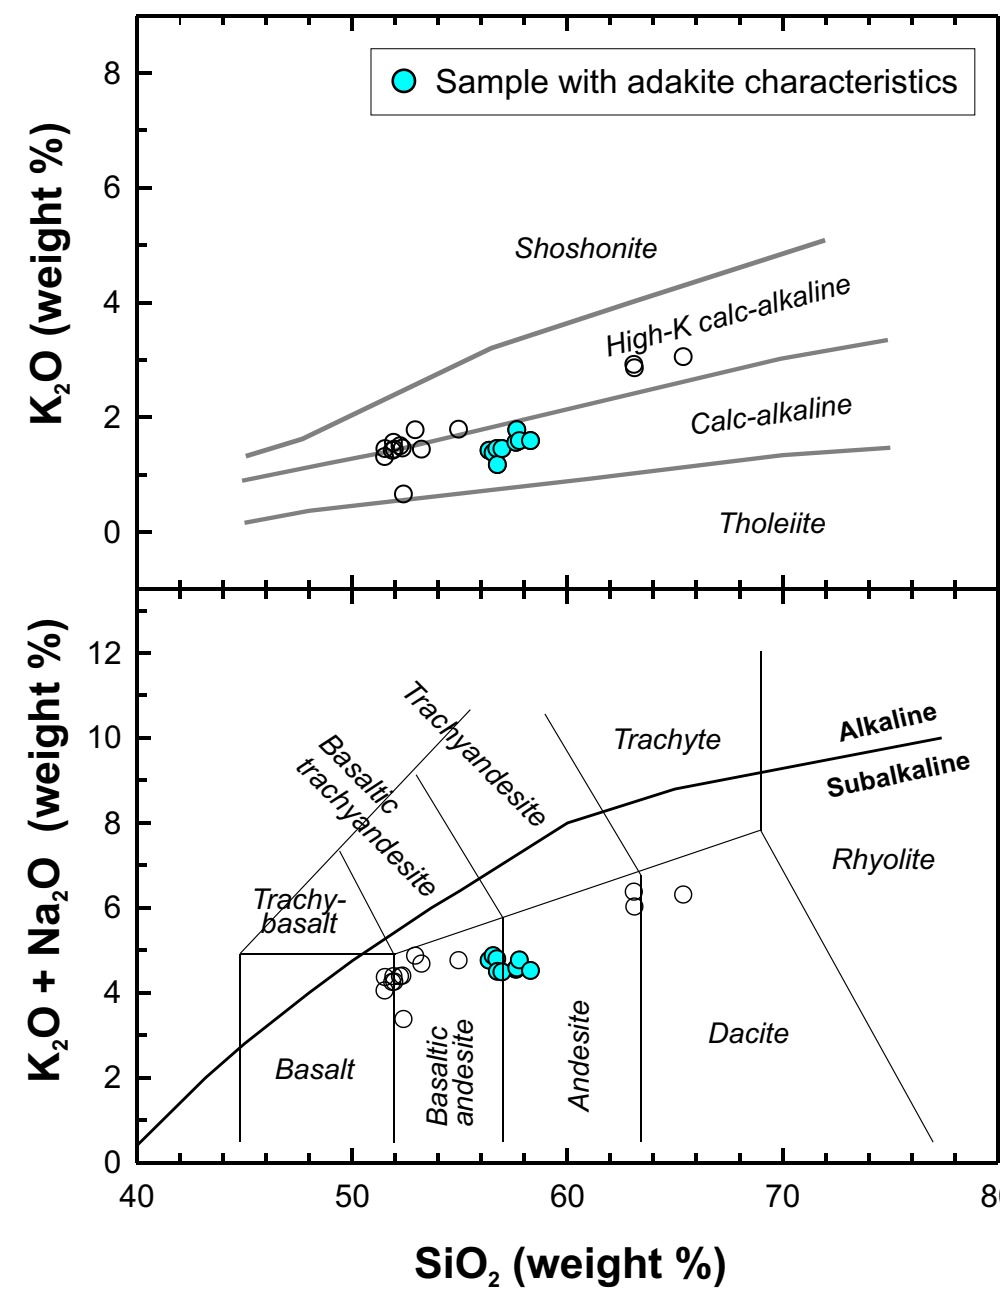 8
6
4
2
0
K₂O (weight %)
Sample with adakite characteristics
Shoshonite
High-K calc-alkaline
Calc-alkaline
Tholeiite
12
10
8
6
4
2
0
K₂O + Na₂O (weight %)
Trachyandesite
Basaltic
trachyandesite
Trachy-
basalt
Trachyte
Alkaline
Subalkaline
Rhyolite
Basalt
Basaltic
andesite
Andesite
Dacite
40
50
60
70
8
SiO₂ (weight %)